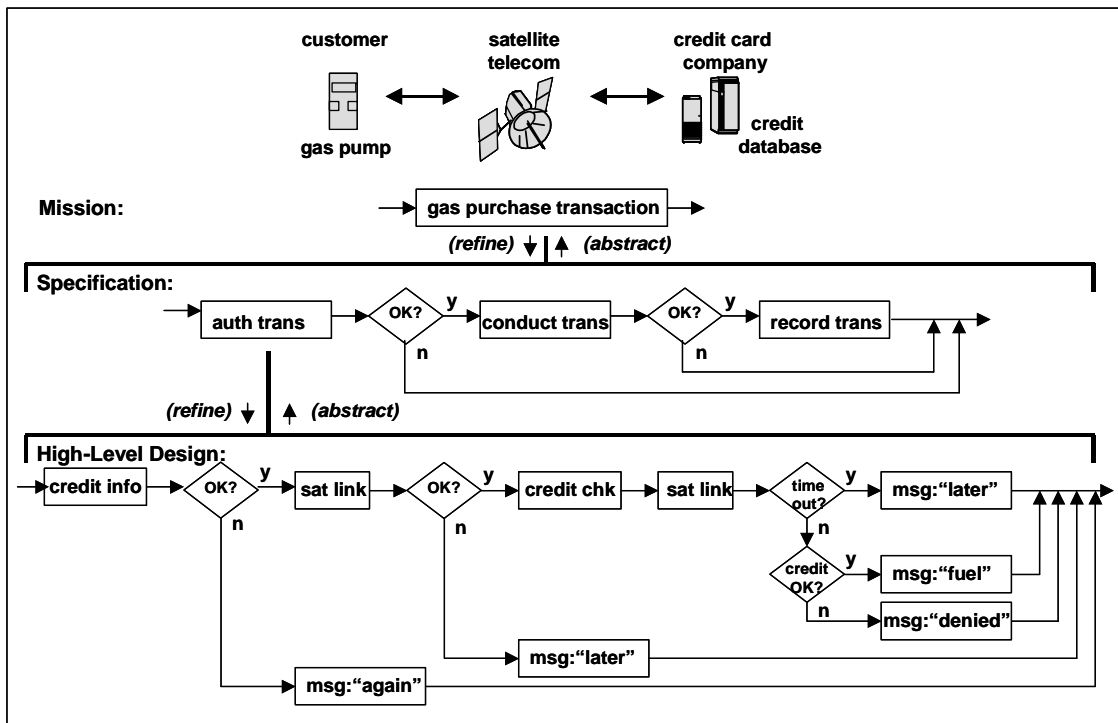 customer
satellite
telecom
credit card
company
gas pump
credit
database
Mission:
gas purchase transaction
(refine)
(abstract)
Specification:
auth trans
OK?
y
n
conduct trans
OK?
y
n
record trans
(refine)
(abstract)
High-Level Design:
credit info
OK?
y
n
sat link
OK?
y
n
credit chk
sat link
time
out?
y
n
msg:“later”
credit
OK?
y
n
msg:“fuel”
msg:“denied”
msg:“later”
msg:“again”